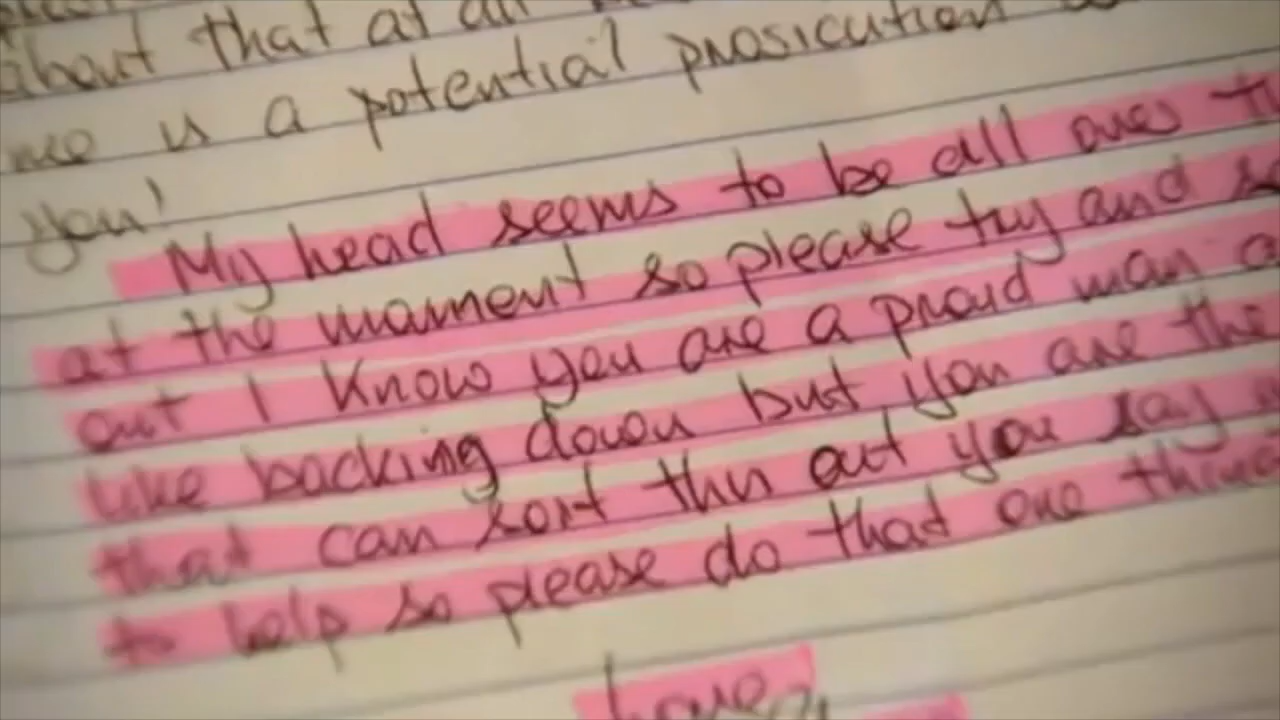 about that at all
me is a potential prosicution
you!
My head seems to be all over
at the moment so please try and
out I know you are a proud man
like backing down but you are the
that can sort this out you say
to help so please do that one thing
love